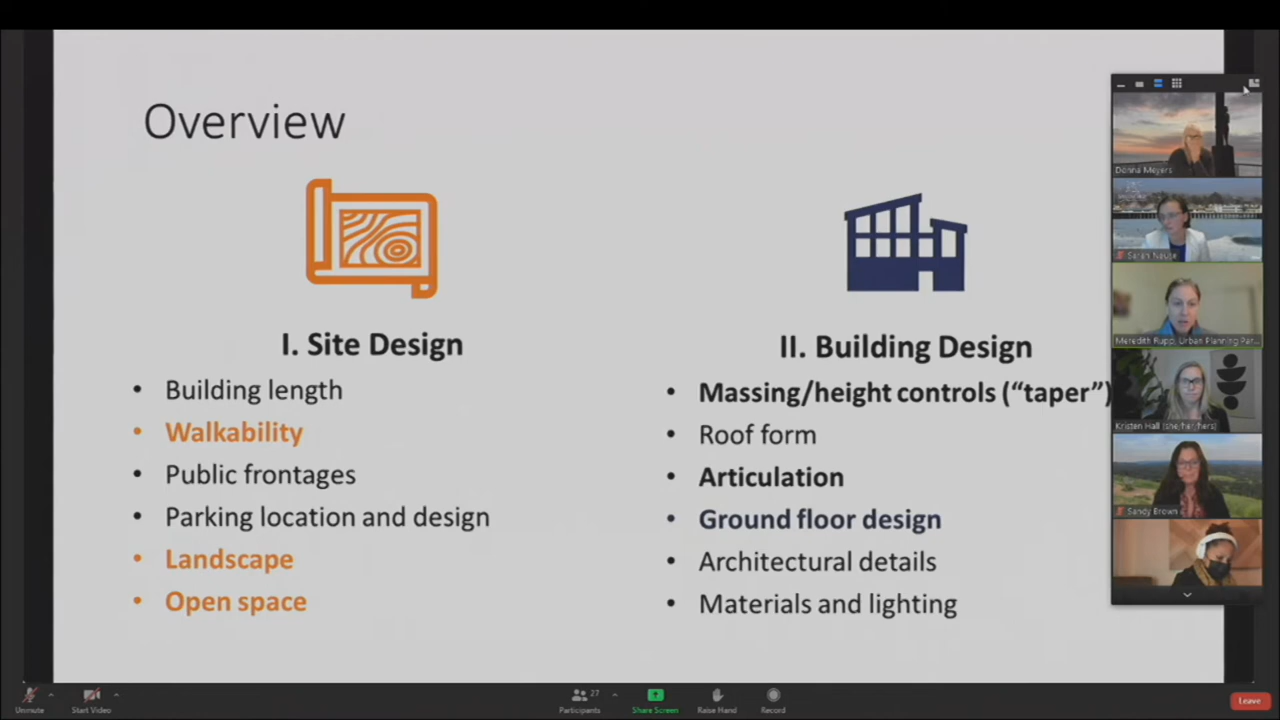 Overview
I. Site Design
• Building length
• Walkability
• Public frontages
• Parking location and design
• Landscape
• Open space
II. Building Design
• Massing/height controls (“taper”)
• Roof form
• Articulation
• Ground floor design
• Architectural details
• Materials and lighting
Donna Meyers
Sarah Neuse
Meredith Rupp, Urban Planning Par...
Kristen Hall (she/her/hers)
Sandy Brown
Unmute
Start Video
27
Participants
Share Screen
Raise Hand
Record
Leave